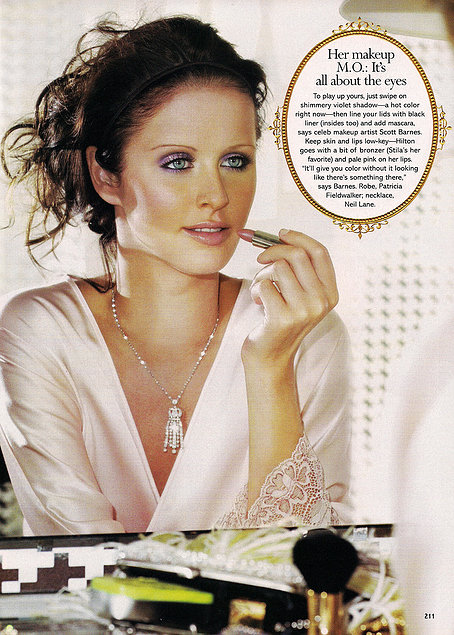 Her makeup
M.O.: It's
all about the eyes
To play up yours, just swipe on
shimmery violet shadow—a hot color
right now—then line your lids with black
liner (insides too) and add mascara,
says celeb makeup artist Scott Barnes.
Keep skin and lips low-key—Hilton
goes with a bit of bronzer (Stila's her
favorite) and pale pink on her lips.
"It'll give you color without it looking
like there's something there,"
says Barnes. Robe, Patricia
Fieldwalker; necklace,
Neil Lane.
211